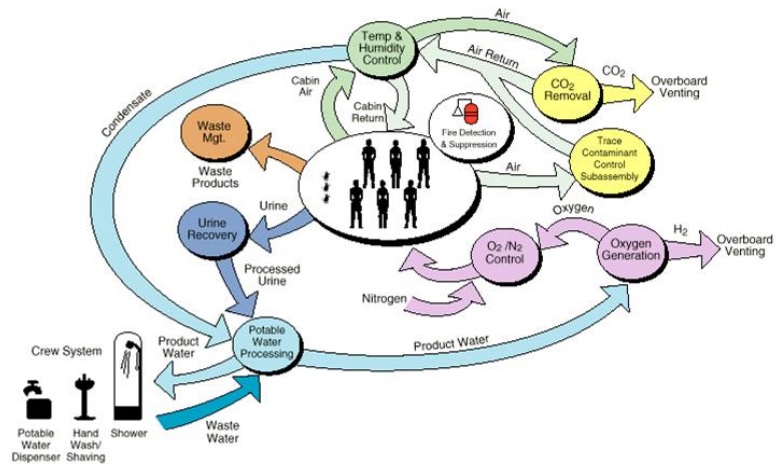 Air
Temp &
Humidity
Control
Air Return
CO2
Removal
CO2
Overboard
Venting
Cabin
Air
Cabin
Return
Condensate
Waste
Mgt.
Waste
Products
Fire Detection
& Suppression
Trace
Contaminant
Control
Subassembly
Air
Urine
Urine
Recovery
Processed
Urine
Oxygen
O2 /N2
Control
Oxygen
Generation
H2
Overboard
Venting
Nitrogen
Potable
Water
Processing
Product Water
Product
Water
Crew System
Waste
Water
Potable
Water
Dispenser
Hand
Wash/
Shaving
Shower